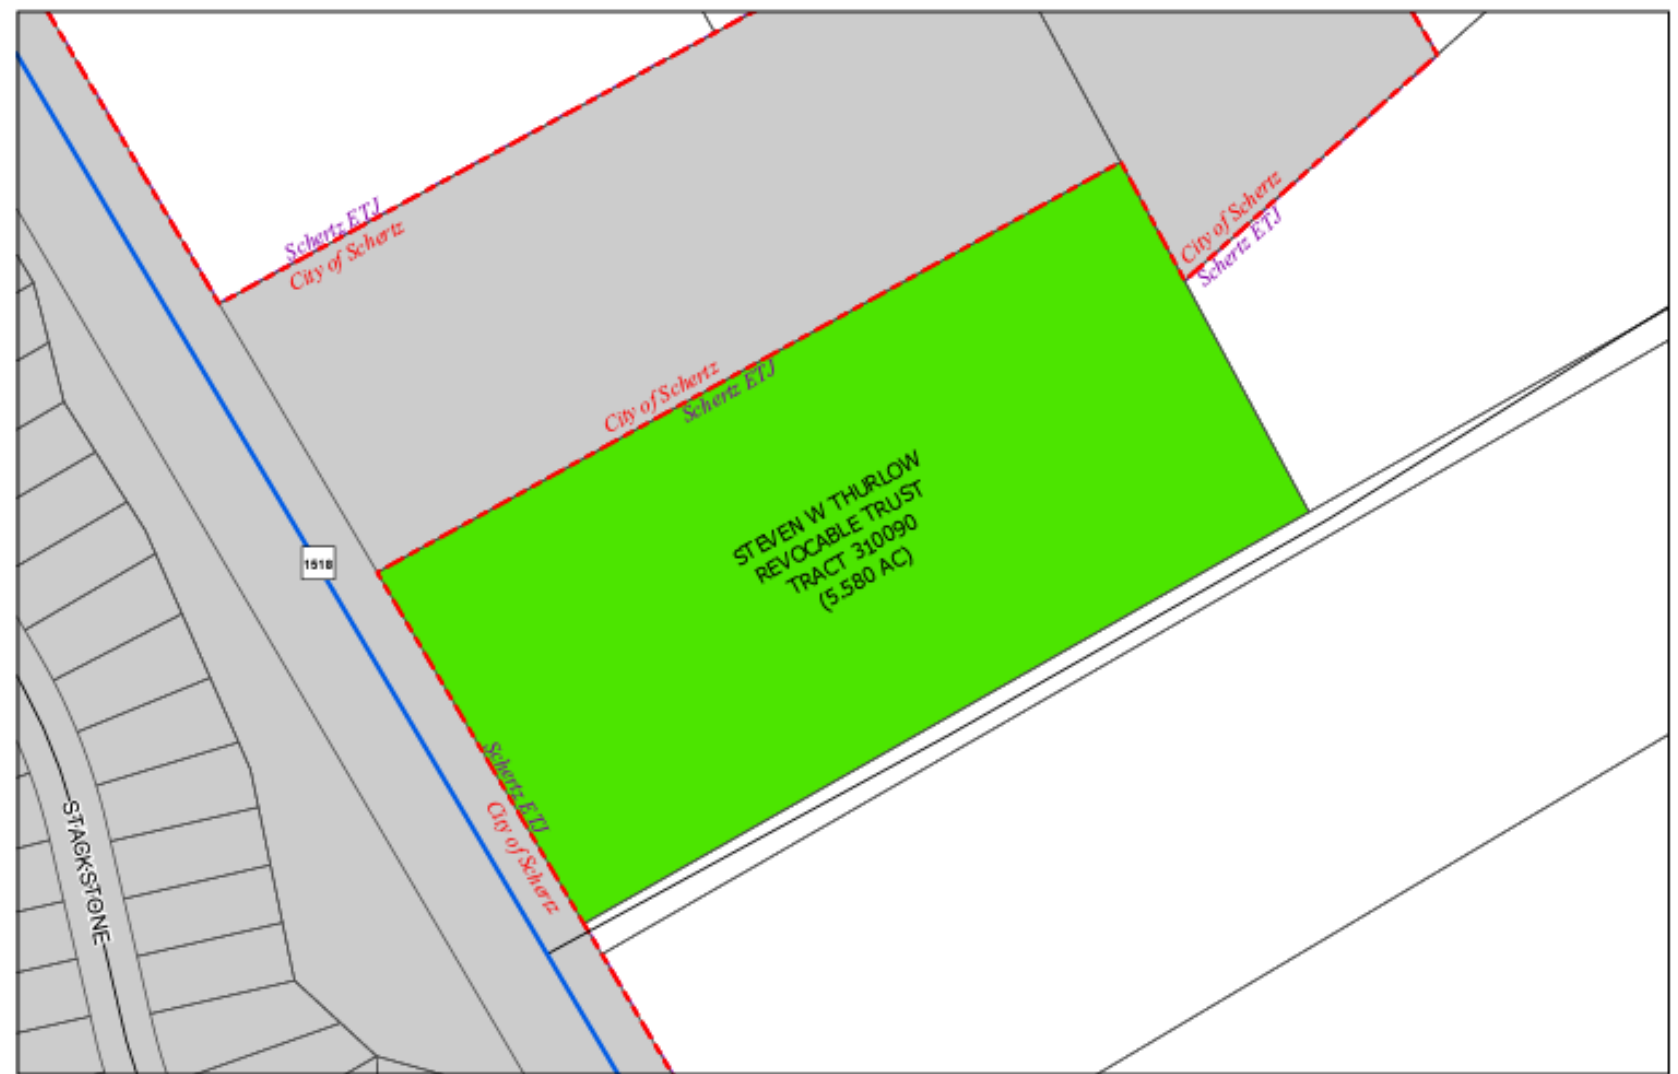 Schertz ETJ
City of Schertz
City of Schertz
Schertz ETJ
City of Schertz
Schertz ETJ
STEVEN W THURLOW
REVOCABLE TRUST
TRACT 310090
(5.580 AC)
1518
Schertz ETJ
City of Schertz
STACKSTONE